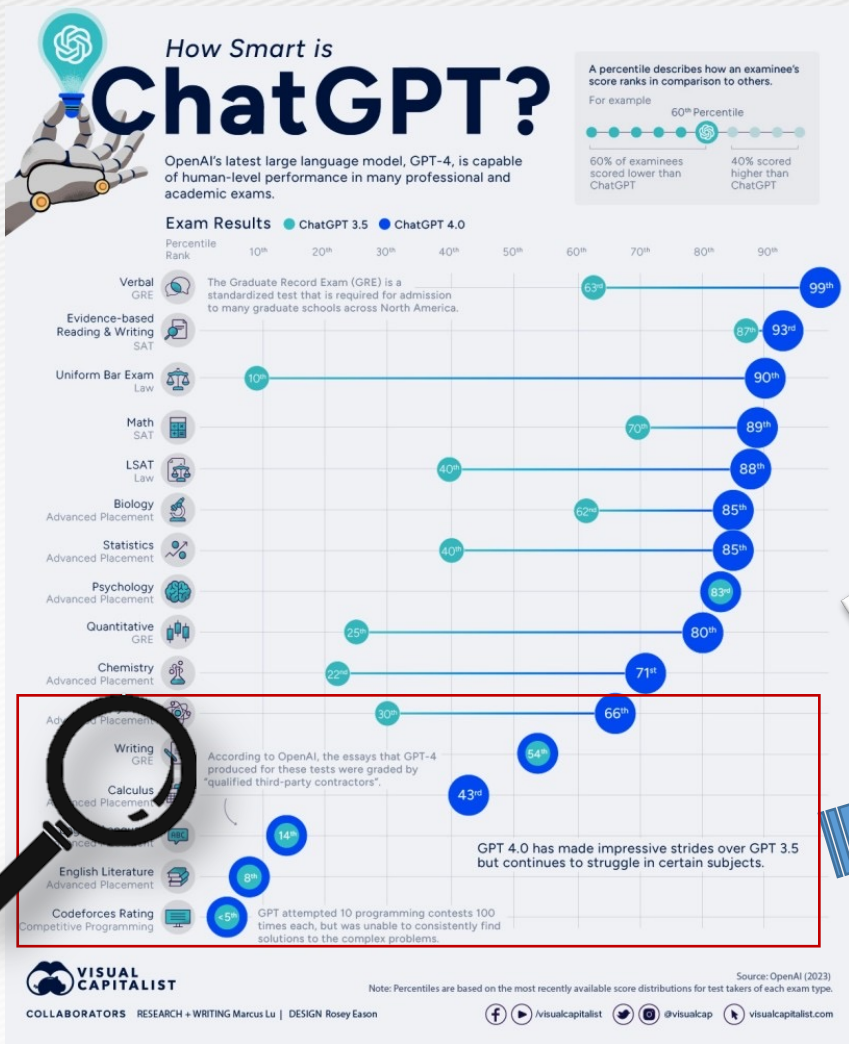 How Smart is
ChatGPT?
OpenAI's latest large language model, GPT-4, is capable
of human-level performance in many professional and
academic exams.
A percentile describes how an examinee's
score ranks in comparison to others.
For example
60th Percentile
60% of examinees
scored lower than
ChatGPT
40% scored
higher than
ChatGPT
Exam Results ChatGPT 3.5 ChatGPT 4.0
Percentile
Rank
10th 20th 30th 40th 50th 60th 70th 80th 90th
Verbal
GRE
The Graduate Record Exam (GRE) is a
standardized test that is required for admission
to many graduate schools across North America.
63rd 99th
Evidence-based
Reading & Writing
SAT
87th 93rd
Uniform Bar Exam
Law
10th 90th
Math
SAT
70th 89th
LSAT
Law
40th 88th
Biology
Advanced Placement
62nd 85th
Statistics
Advanced Placement
40th 85th
Psychology
Advanced Placement
83rd
Quantitative
GRE
25th 80th
Chemistry
Advanced Placement
22nd 71st
Placement
30th 66th
Writing
GRE
According to OpenAI, the essays that GPT-4
produced for these tests were graded by
"qualified third-party contractors".
54th
Calculus
Advanced Placement
43rd
Placement
ABC
14th
GPT 4.0 has made impressive strides over GPT 3.5
but continues to struggle in certain subjects.
English Literature
Advanced Placement
8th
Codeforces Rating
Competitive Programming
<5th
GPT attempted 10 programming contests 100
times each, but was unable to consistently find
solutions to the complex problems.
VISUAL
CAPITALIST
Source: OpenAI (2023)
Note: Percentiles are based on the most recently available score distributions for test takers of each exam type.
COLLABORATORS RESEARCH + WRITING Marcus Lu | DESIGN Rosey Eason
/visualcapitalist @visualcap visualcapitalist.com